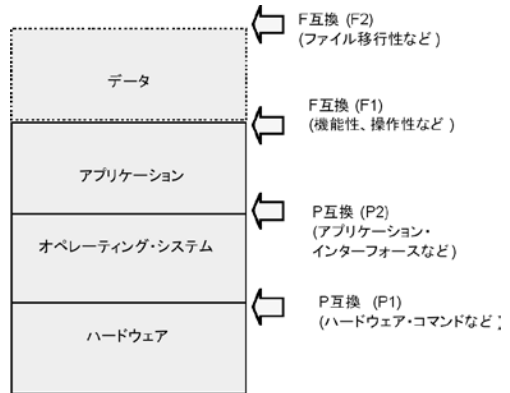 F互換 (F2)
(ファイル移行性など)
データ
F互換 (F1)
(機能性、操作性など)
アプリケーション
P互換 (P2)
(アプリケーション・
インターフォースなど)
オペレーティング・システム
P互換 (P1)
(ハードウェア・コマンドなど)
ハードウェア